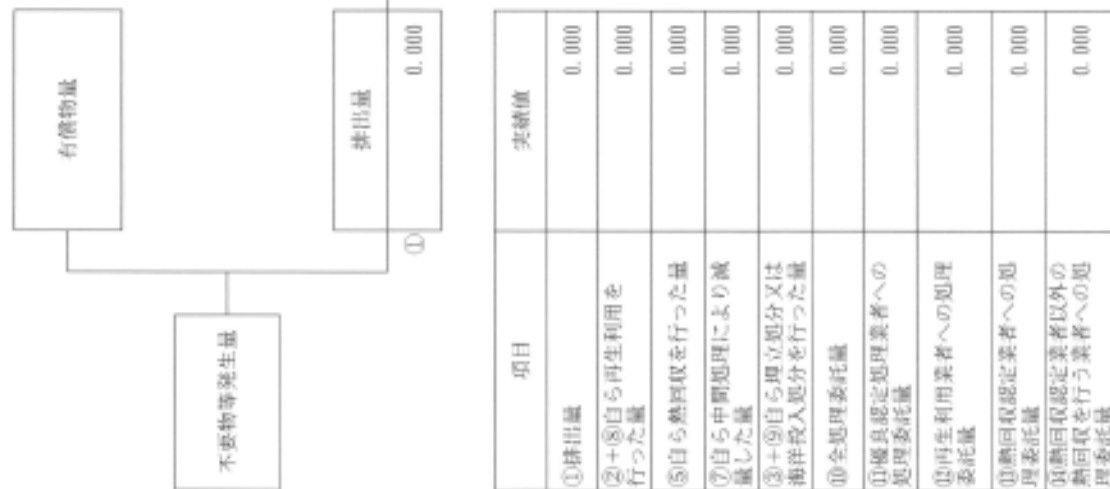 有償物量
不要物等発生量
排出量
①
0.000
項目
実績値
①排出量
0.000
②+⑧自ら再生利用を
行った量
0.000
⑤自ら熱回収を行った量
0.000
⑦自ら中間処理により減
量した量
0.000
③+⑨自ら埋立処分又は
海洋投入処分を行った量
0.000
⑩全処理委託量
0.000
⑪優良認定処理業者への
処理委託量
0.000
⑫再生利用業者への処理
委託量
0.000
⑬熱回収認定業者への処
理委託量
0.000
⑭熱回収認定業者以外の
熱回収を行う業者への処
理委託量
0.000